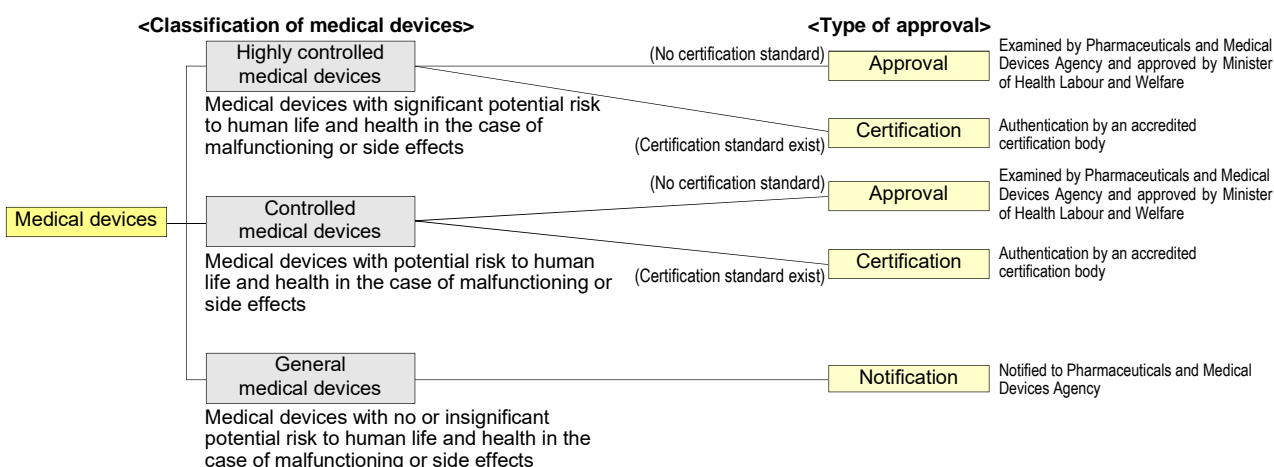 <Classification of medical devices>
<Type of approval>
Highly controlled
medical devices
Medical devices with significant potential risk
to human life and health in the case of
malfunctioning or side effects
(No certification standard)
Approval
Examined by Pharmaceuticals and Medical
Devices Agency and approved by Minister
of Health Labour and Welfare
(Certification standard exist)
Certification
Authentication by an accredited
certification body
Medical devices
Controlled
medical devices
Medical devices with potential risk to human
life and health in the case of malfunctioning or
side effects
(No certification standard)
Approval
Examined by Pharmaceuticals and Medical
Devices Agency and approved by Minister
of Health Labour and Welfare
(Certification standard exist)
Certification
Authentication by an accredited
certification body
General
medical devices
Medical devices with no or insignificant
potential risk to human life and health in the
case of malfunctioning or side effects
Notification
Notified to Pharmaceuticals and Medical
Devices Agency